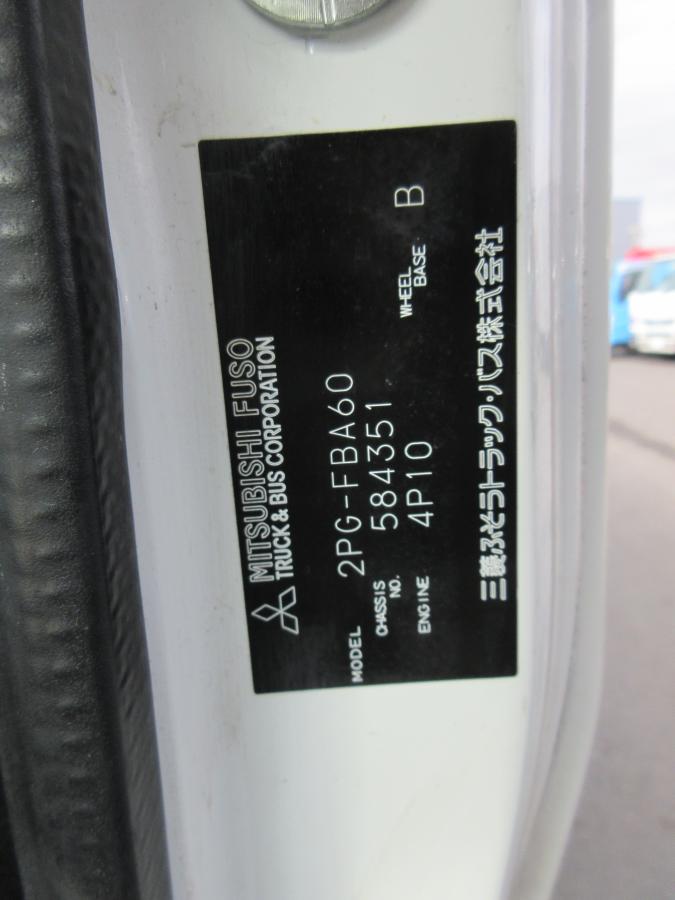 MITSUBISHI FUSO
TRUCK & BUS CORPORATION
MODEL 2PG-FBA60
CHASSIS NO. 584351
ENGINE 4P10 WHEEL BASE B
三菱ふそうトラック・バス株式会社